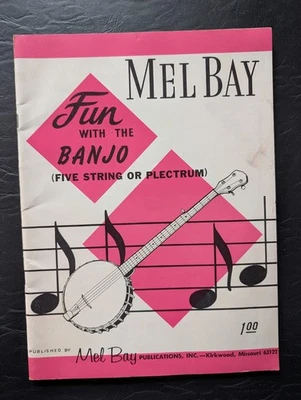 MEL BAY
Fun
WITH THE
BANJO
(FIVE STRING OR PLECTRUM)
1.00
PUBLISHED BY Mel Bay PUBLICATIONS, INC.—Kirkwood, Missouri 63122